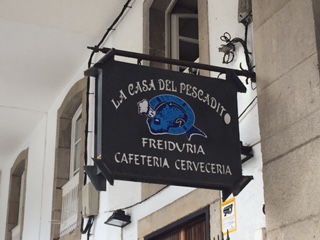 LA CASA DEL PESCADITO
FREIDURIA
CAFETERIA CERVECERIA